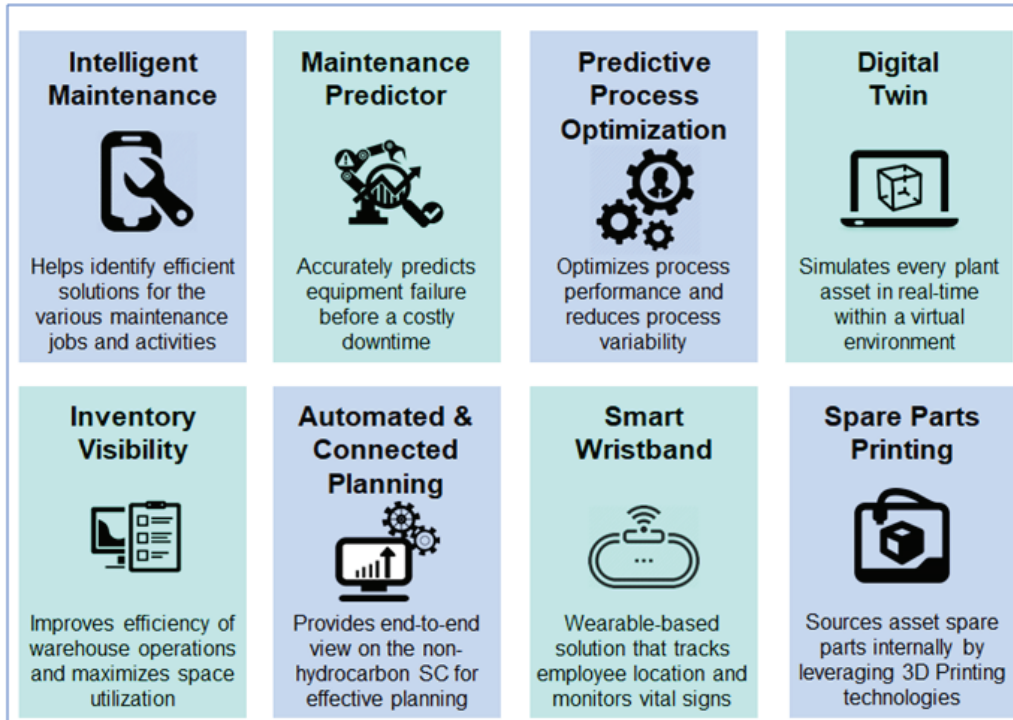 Intelligent
Maintenance
Helps identify efficient
solutions for the
various maintenance
jobs and activities
Maintenance
Predictor
Accurately predicts
equipment failure
before a costly
downtime
Predictive
Process
Optimization
Optimizes process
performance and
reduces process
variability
Digital
Twin
Simulates every plant
asset in real-time
within a virtual
environment
Inventory
Visibility
Improves efficiency of
warehouse operations
and maximizes space
utilization
Automated &
Connected
Planning
Provides end-to-end
view on the non-
hydrocarbon SC for
effective planning
Smart
Wristband
Wearable-based
solution that tracks
employee location and
monitors vital signs
Spare Parts
Printing
Sources asset spare
parts internally by
leveraging 3D Printing
technologies